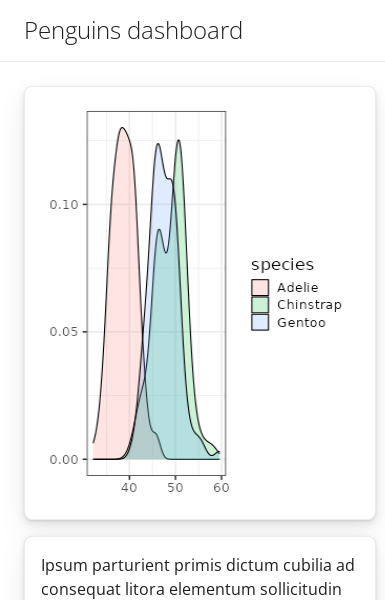 Penguins dashboard
0.10
0.05
0.00
40 50 60
species
Adelie
Chinstrap
Gentoo
Ipsum parturient primis dictum cubilia ad
consequat litora elementum sollicitudin